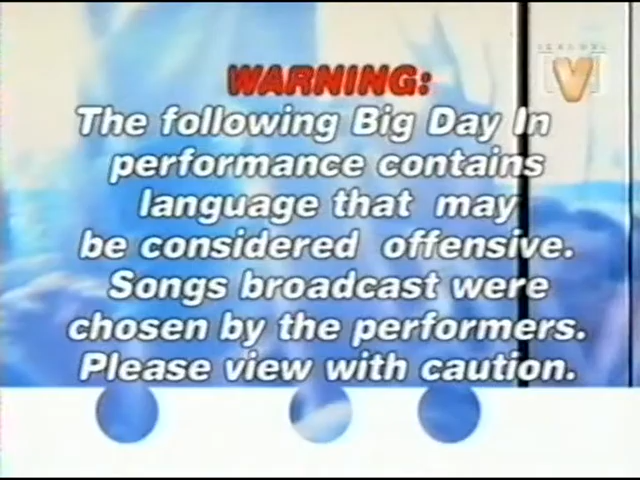 WARNING:
The following Big Day In
performance contains
language that may
be considered offensive.
Songs broadcast were
chosen by the performers.
Please view with caution.
[V]